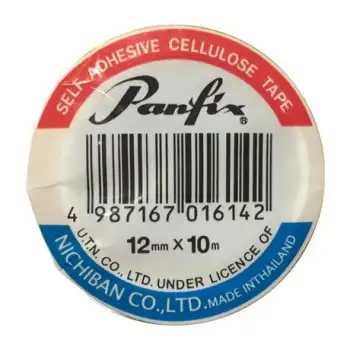 SELF ADHESIVE CELLULOSE TAPE
Panfix®
4 987167 016142
12mm X 10m
U.T.N. CO., LTD. UNDER LICENCE OF
NICHIBAN CO.,LTD. MADE IN THAILAND